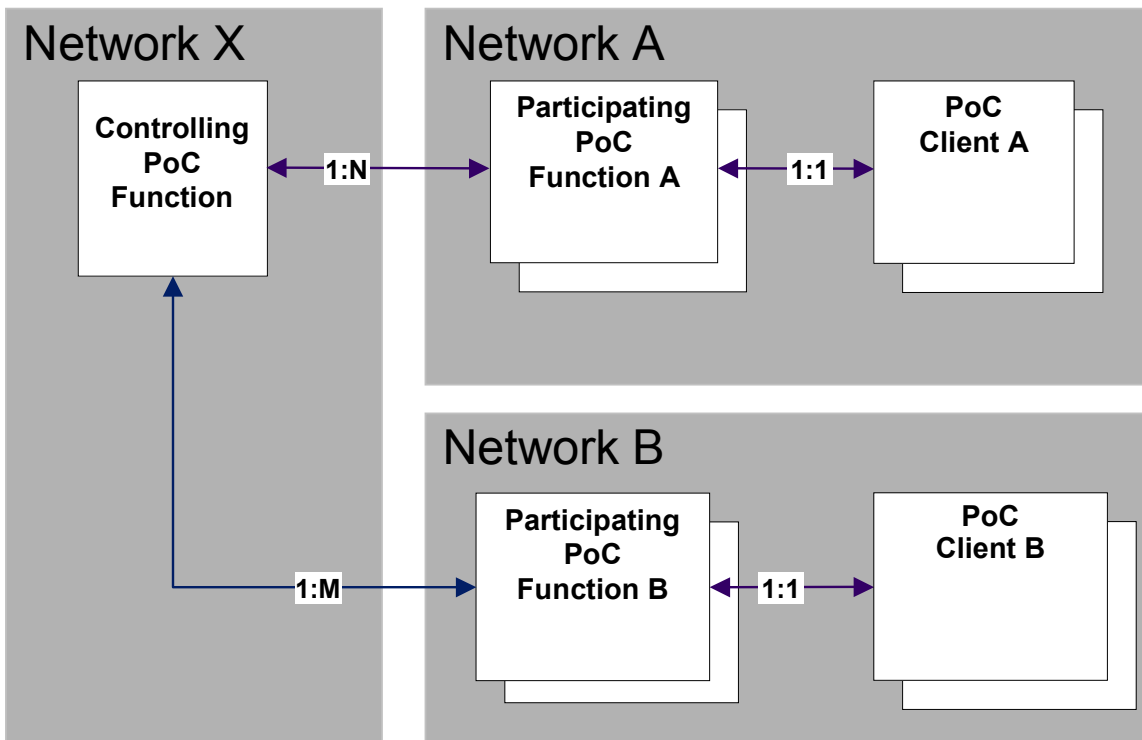 Network X
Controlling
PoC
Function
1:N
Network A
Participating
PoC
Function A
1:1
PoC
Client A
1:M
Network B
Participating
PoC
Function B
1:1
PoC
Client B